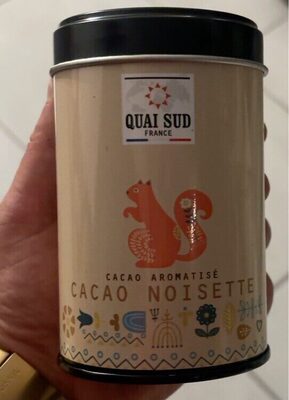 QUAI SUD
FRANCE
CACAO AROMATISÉ
CACAO NOISETTE